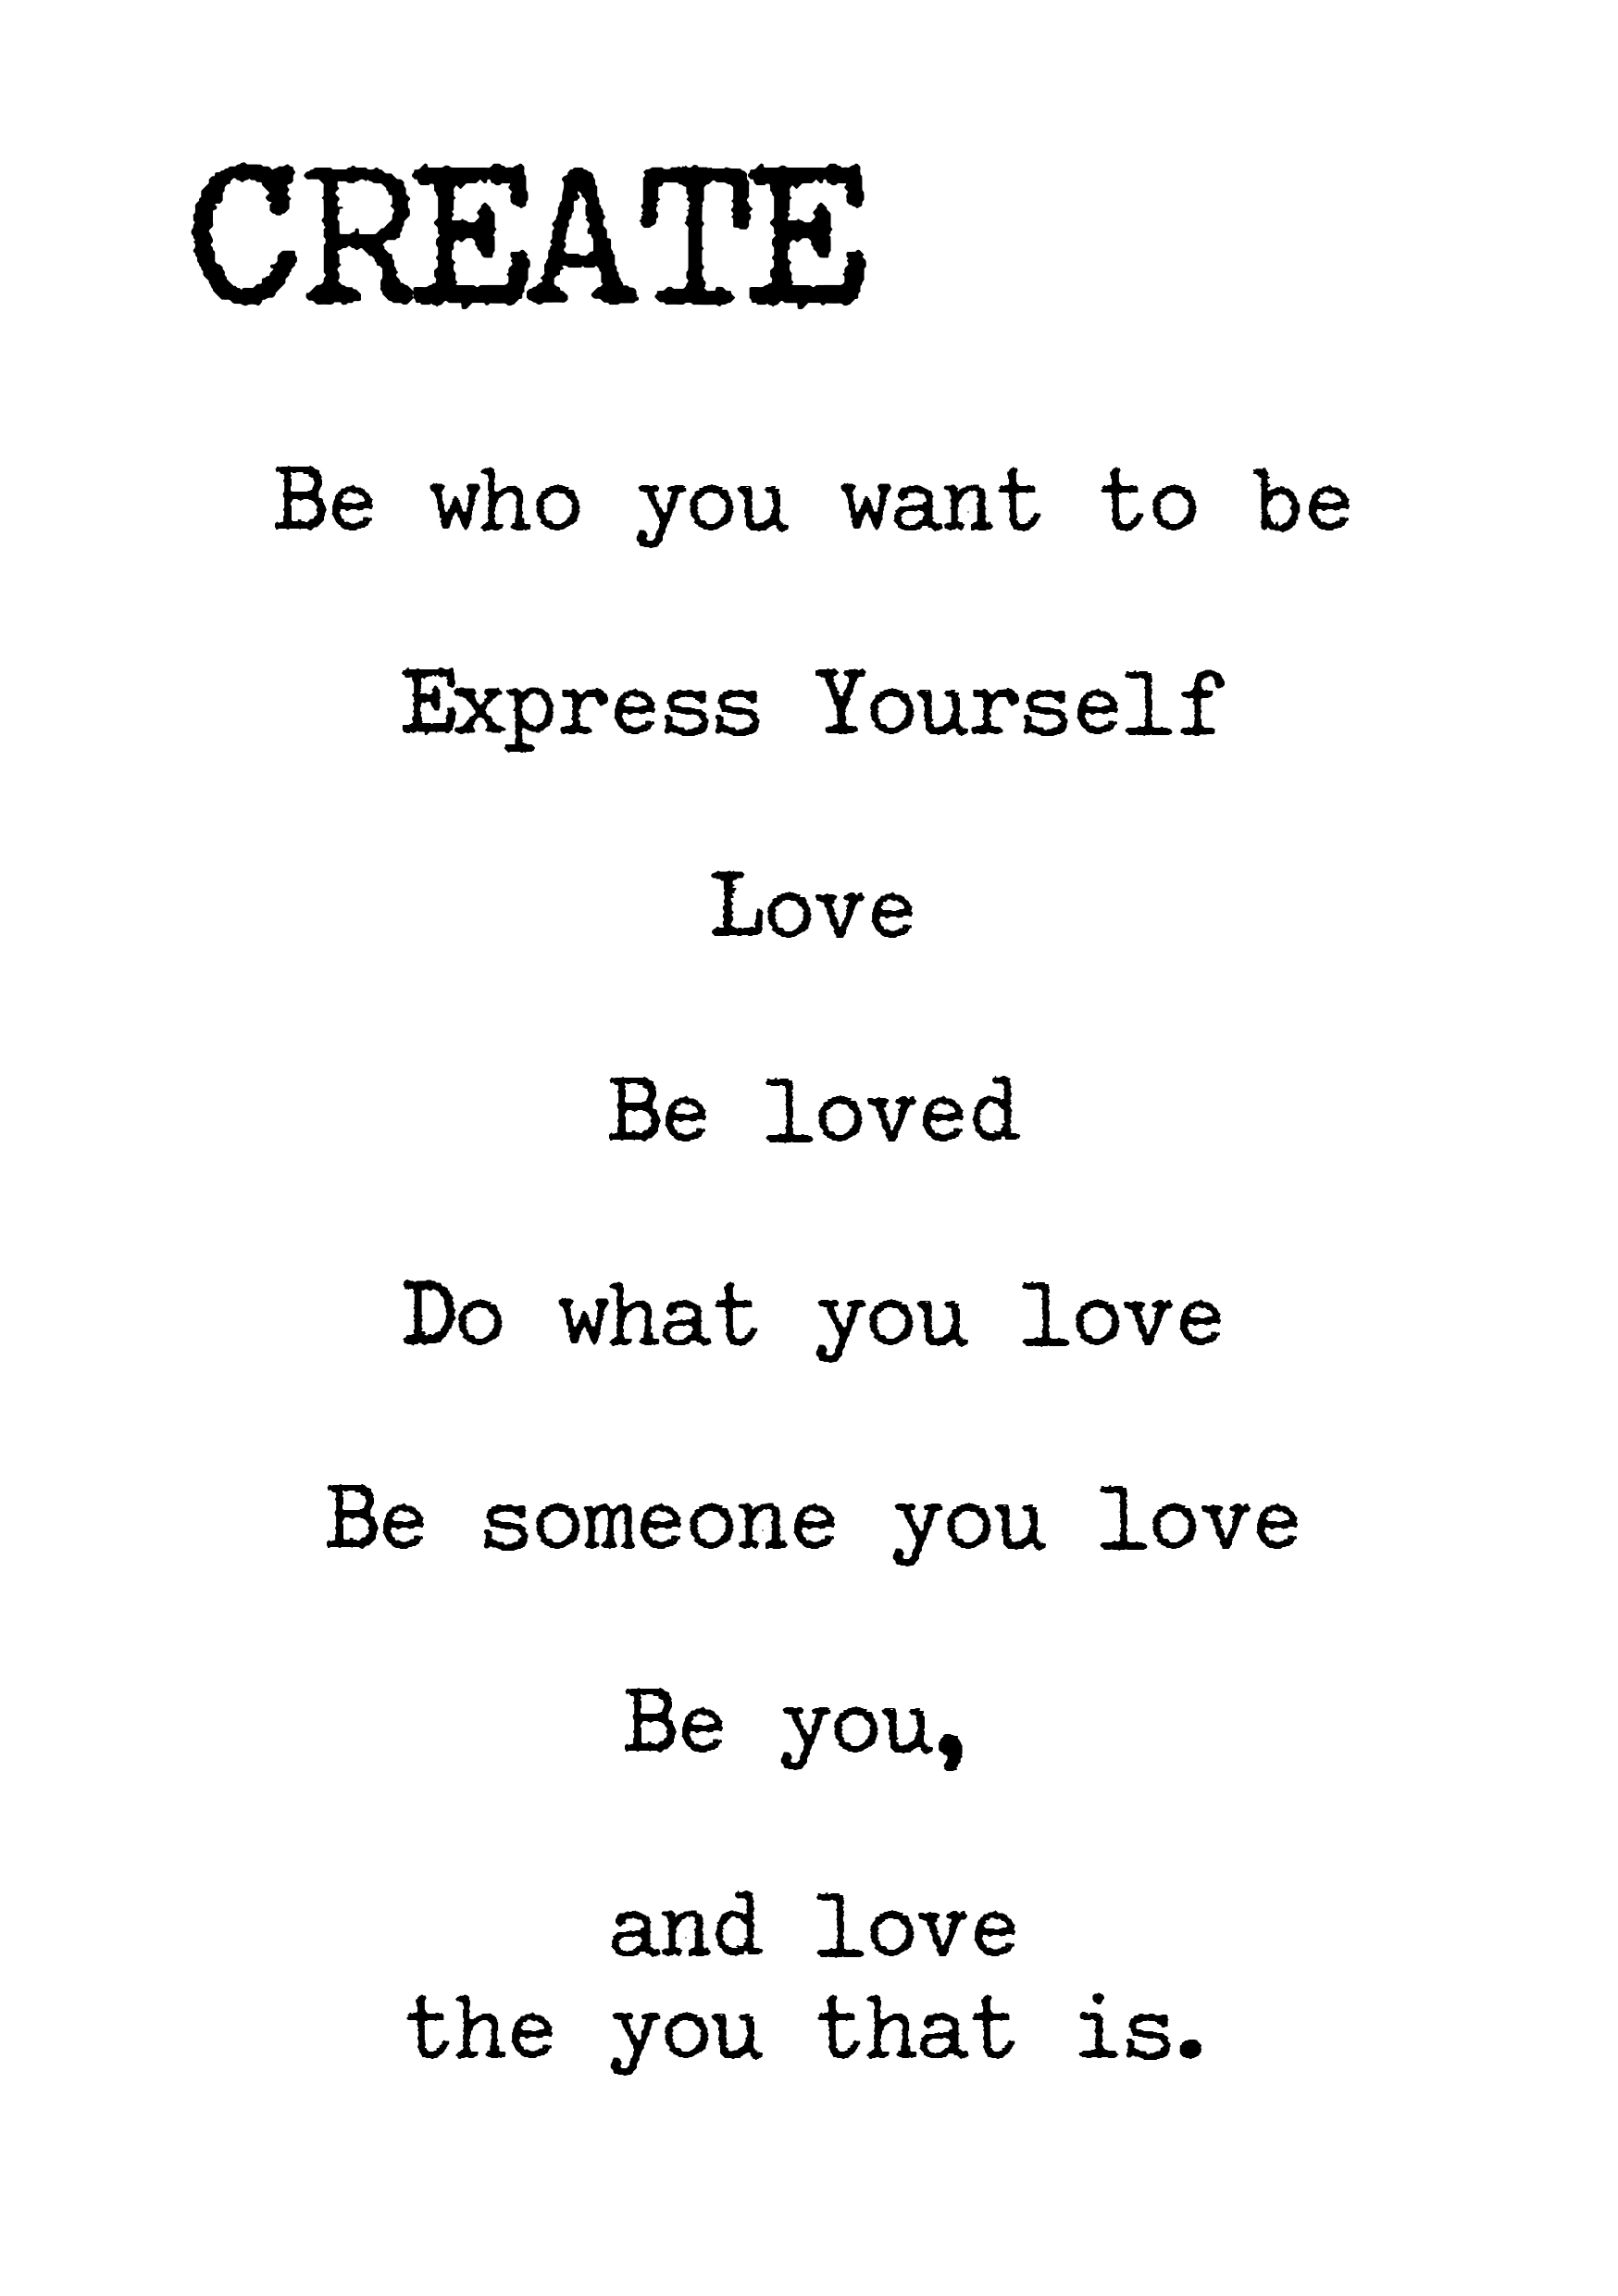 CREATE
Be who you want to be
Express Yourself
Love
Be loved
Do what you love
Be someone you love
Be you,
and love
the you that is.